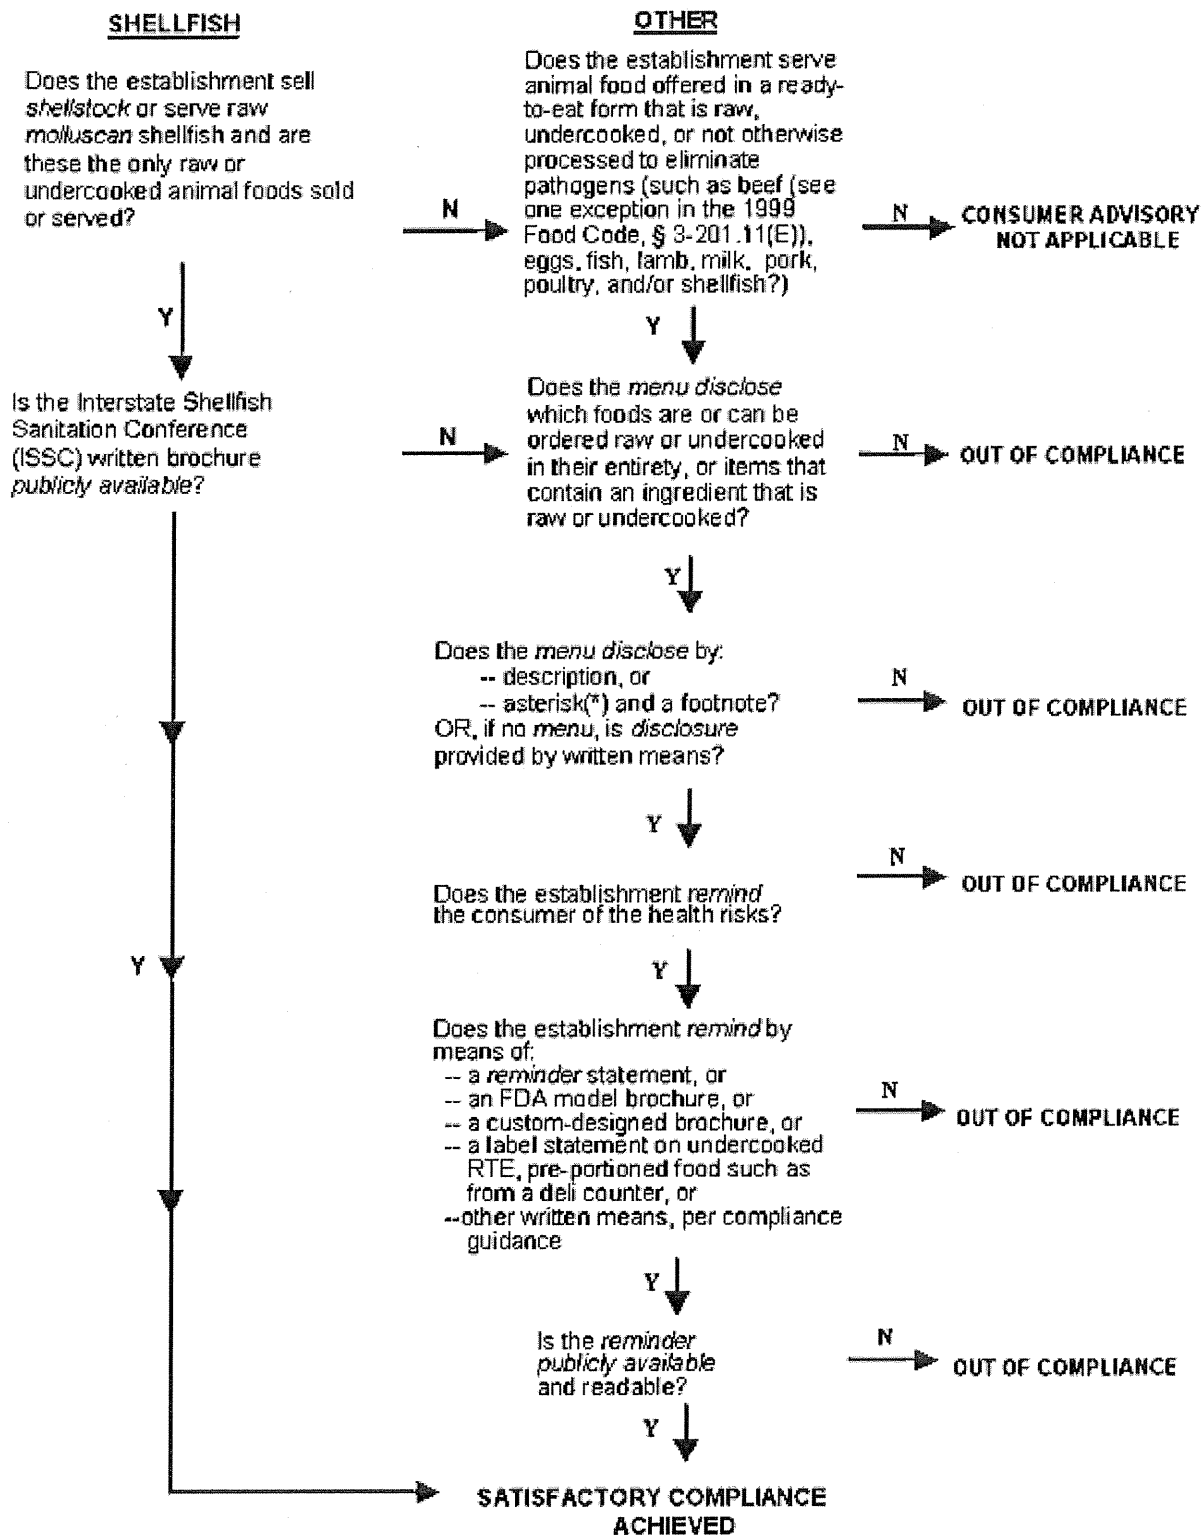 SHELLFISH
Does the establishment sell
shellstock or serve raw
molluscan shellfish and are
these the only raw or
undercooked animal foods sold
or served?
N
Y
Is the Interstate Shellfish
Sanitation Conference
(ISSC) written brochure
publicly available?
N
Y
OTHER
Does the establishment serve
animal food offered in a ready-
to-eat form that is raw,
undercooked, or not otherwise
processed to eliminate
pathogens (such as beef (see
one exception in the 1999
Food Code, § 3-201.11(E)),
eggs, fish, lamb, milk, pork,
poultry, and/or shellfish?)
N
CONSUMER ADVISORY
NOT APPLICABLE
Y
Does the menu disclose
which foods are or can be
ordered raw or undercooked
in their entirety, or items that
contain an ingredient that is
raw or undercooked?
N
OUT OF COMPLIANCE
Y
Does the menu disclose by:
-- description, or
-- asterisk(*) and a footnote?
OR, if no menu, is disclosure
provided by written means?
N
OUT OF COMPLIANCE
Y
Does the establishment remind
the consumer of the health risks?
N
OUT OF COMPLIANCE
Y
Does the establishment remind by
means of:
-- a reminder statement, or
-- an FDA model brochure, or
-- a custom-designed brochure, or
-- a label statement on undercooked
RTE, pre-portioned food such as
from a deli counter, or
--other written means, per compliance
guidance
N
OUT OF COMPLIANCE
Y
Is the reminder
publicly available
and readable?
N
OUT OF COMPLIANCE
Y
SATISFACTORY COMPLIANCE
ACHIEVED